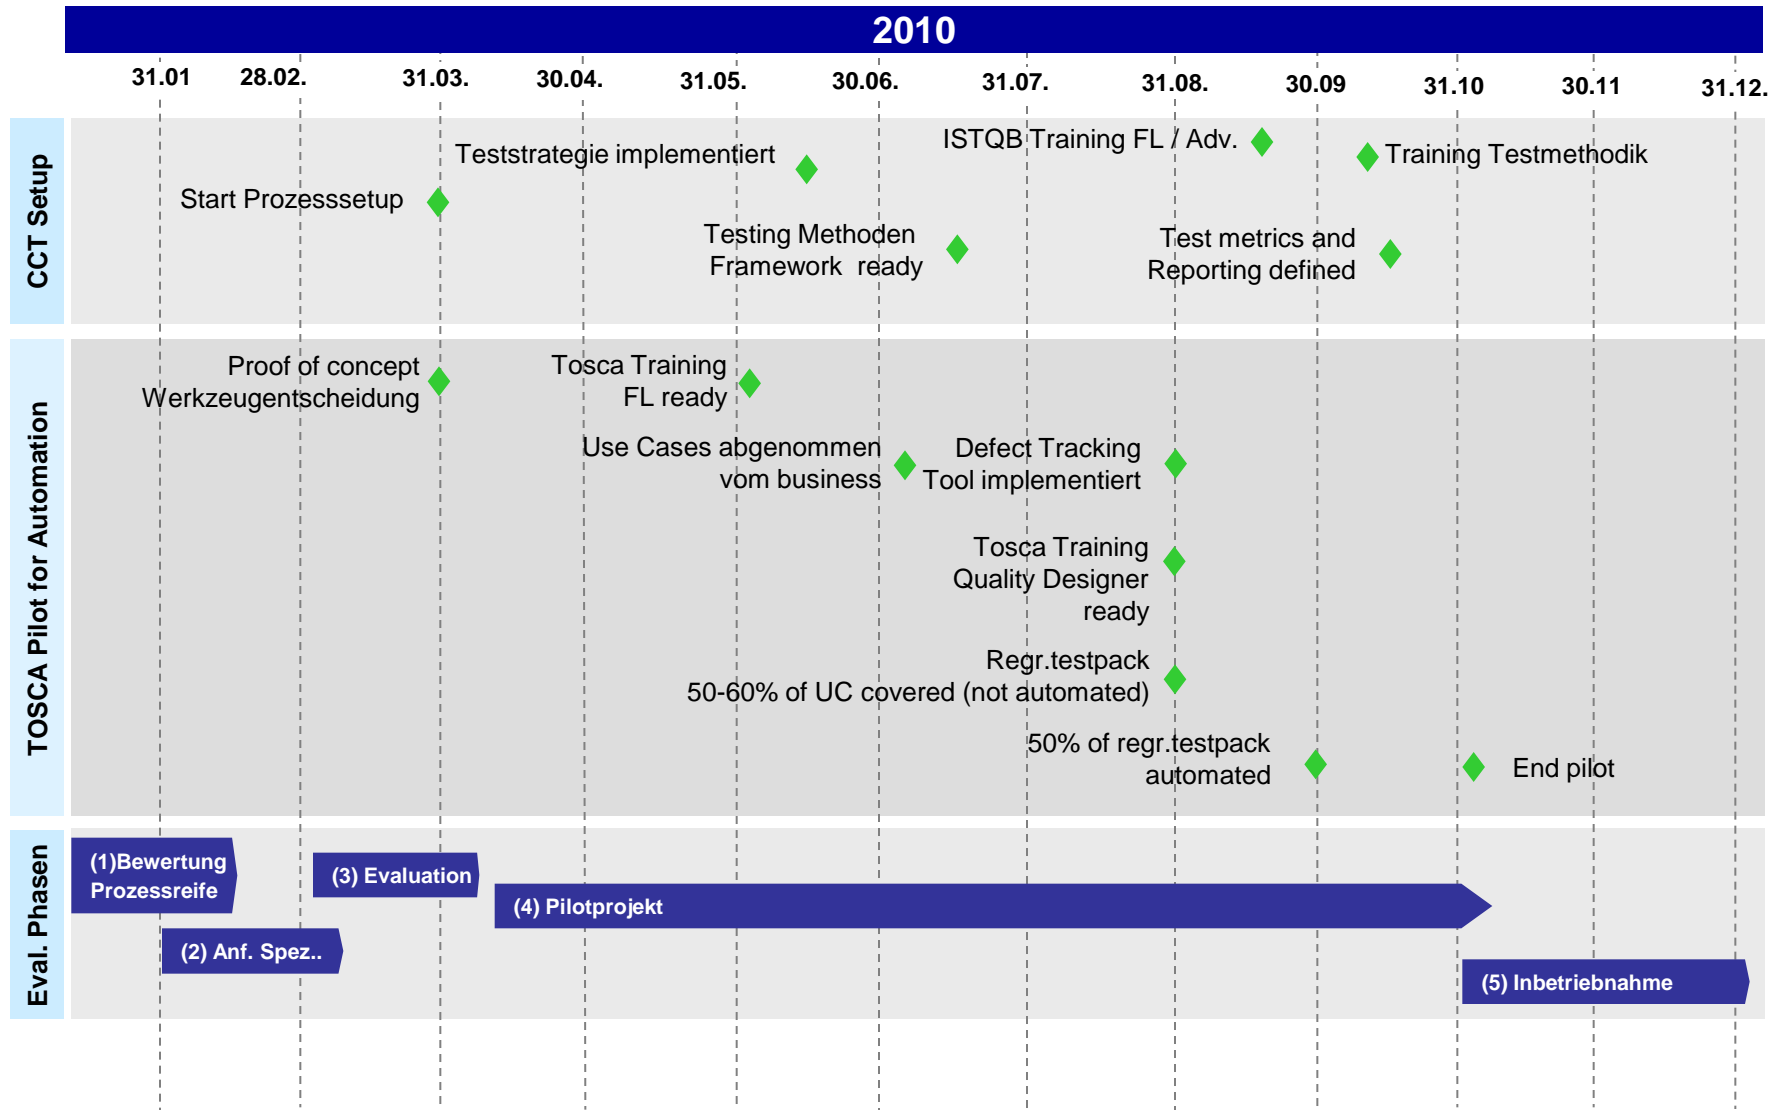 2010
31.01
28.02.
31.03.
30.04.
31.05.
30.06.
31.07.
31.08.
30.09
31.10
30.11
31.12.
CCT Setup
ISTQB Training FL / Adv.
Teststrategie implementiert
Training Testmethodik
Start Prozesssetup
Testing Methoden
Framework ready
Test metrics and
Reporting defined
TOSCA Pilot for Automation
Proof of concept
Werkzeugentscheidung
Tosca Training
FL ready
Use Cases abgenommen
vom business
Defect Tracking
Tool implementiert
Tosca Training
Quality Designer
ready
Regr.testpack
50-60% of UC covered (not automated)
50% of regr.testpack
automated
End pilot
Eval. Phasen
(1)Bewertung
Prozessreife
(3) Evaluation
(4) Pilotprojekt
(2) Anf. Spez..
(5) Inbetriebnahme